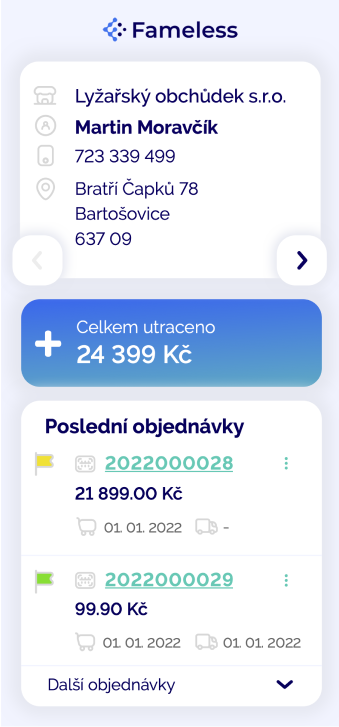 Fameless
Lyžařský obchůdek s.r.o.
Martin Moravčík
723 339 499
Bratří Čapků 78
Bartošovice
637 09
Celkem utraceno
24 399 Kč
Poslední objednávky
2022000028
21 899.00 Kč
01. 01. 2022 -
2022000029
99.90 Kč
01. 01. 2022 01. 01. 2022
Další objednávky